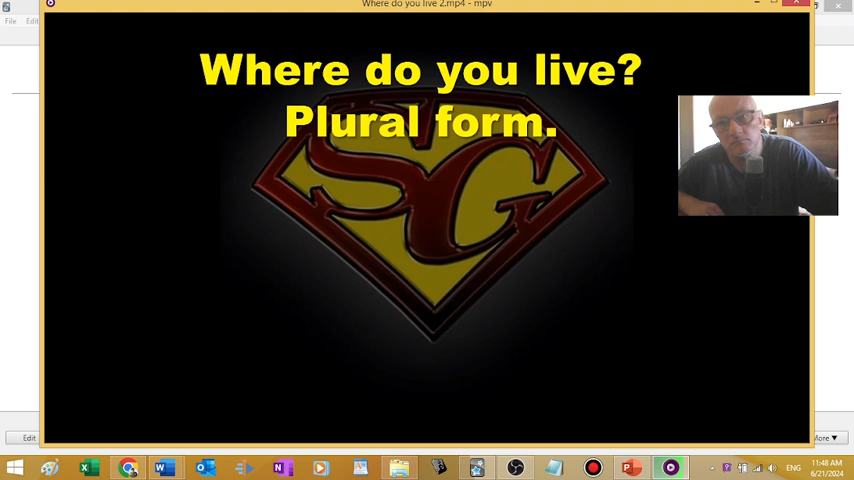 Where do you live 2.mp4 - mpv
File Edit
Where do you live?
Plural form.
SG
Edit
More ▼
ENG
11:48 AM
6/21/2024